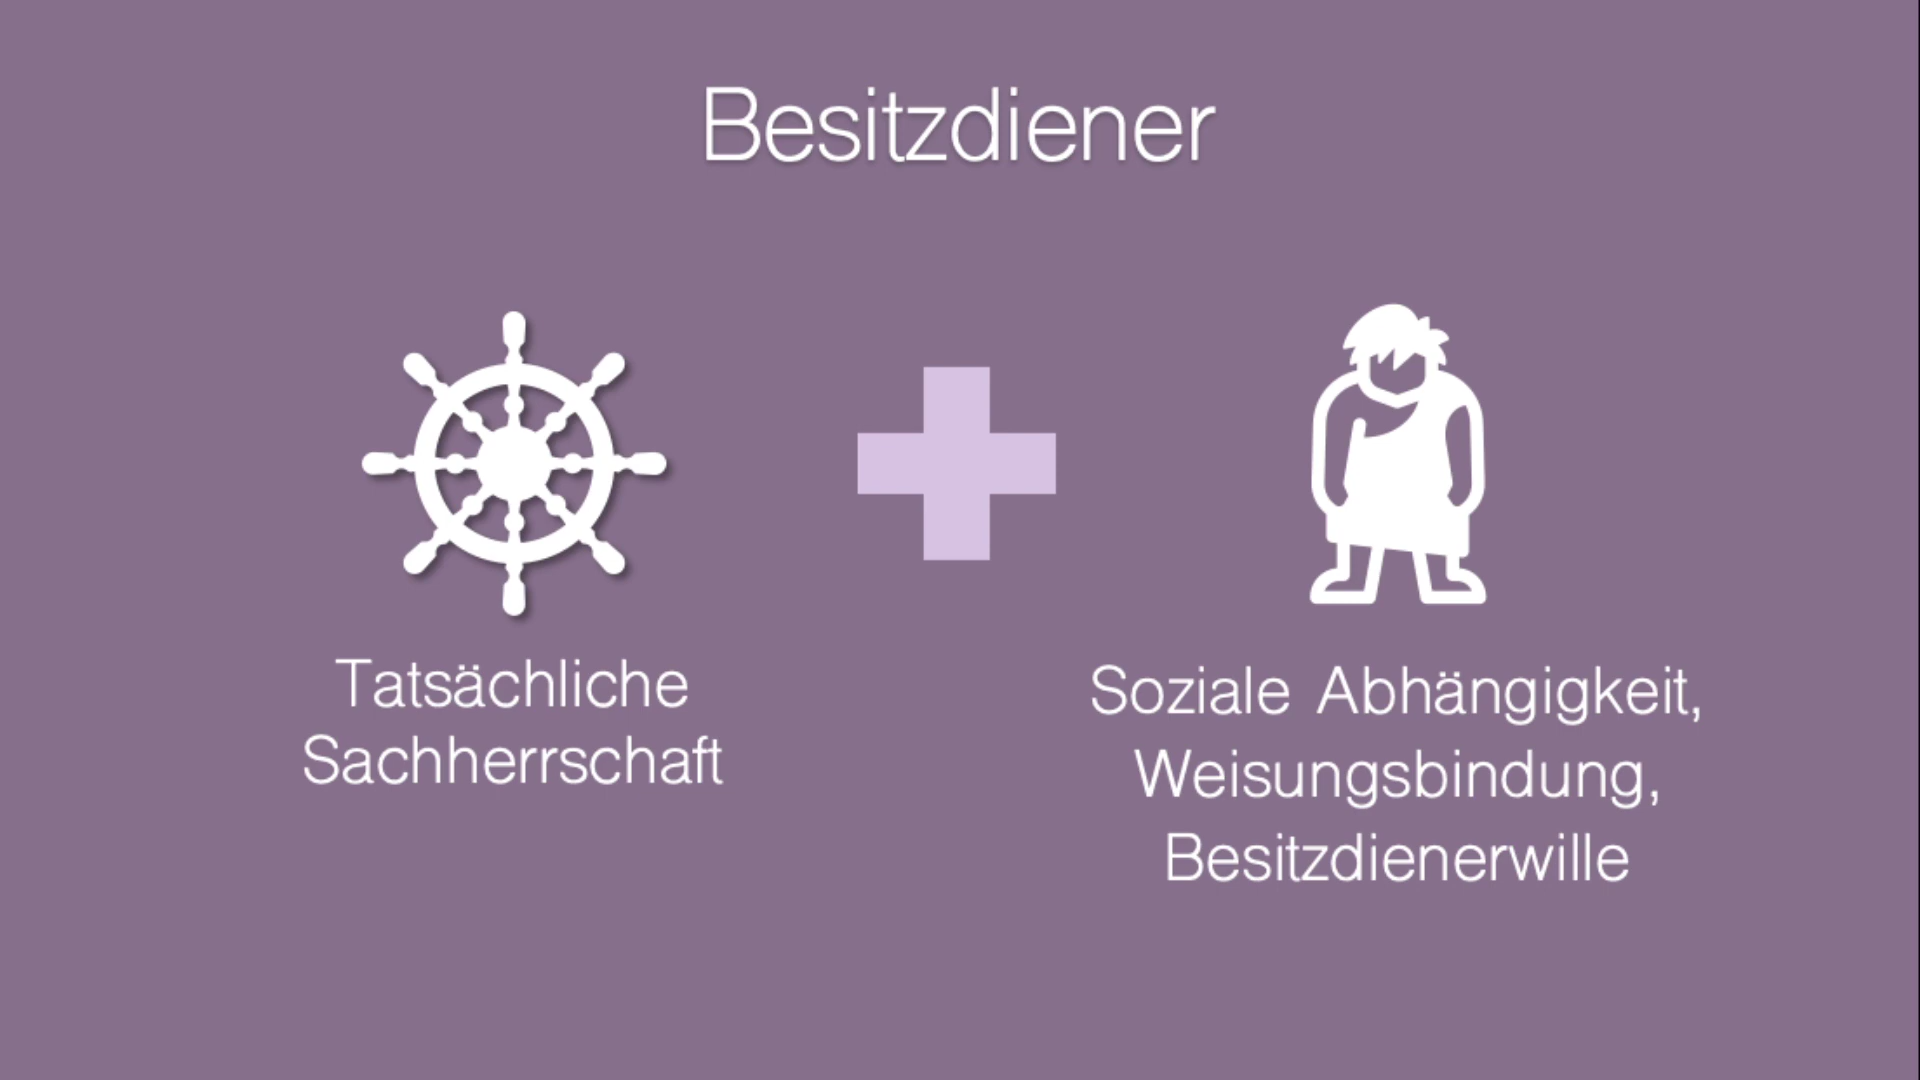 Besitzdiener
Tatsächliche
Sachherrschaft
Soziale Abhängigkeit,
Weisungsbindung,
Besitzdienerwille